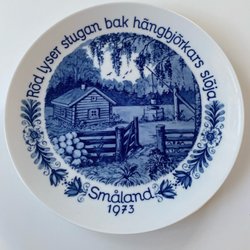 Röd lyser stugan bak hängbjörkars slöja
Småland
1973